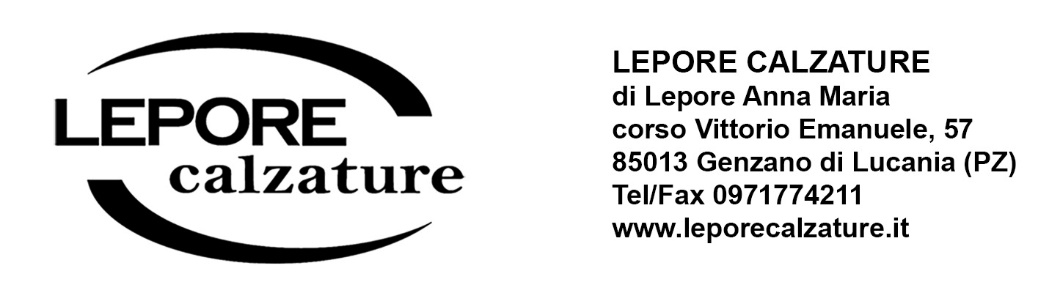 LEPORE
calzature
LEPORE CALZATURE
di Lepore Anna Maria
corso Vittorio Emanuele, 57
85013 Genzano di Lucania (PZ)
Tel/Fax 0971774211
www.leporecalzature.it